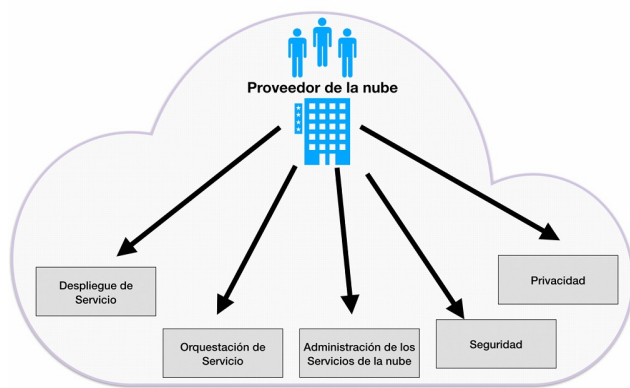 Proveedor de la nube
Despliegue de
Servicio
Orquestación de
Servicio
Administración de los
Servicios de la nube
Seguridad
Privacidad